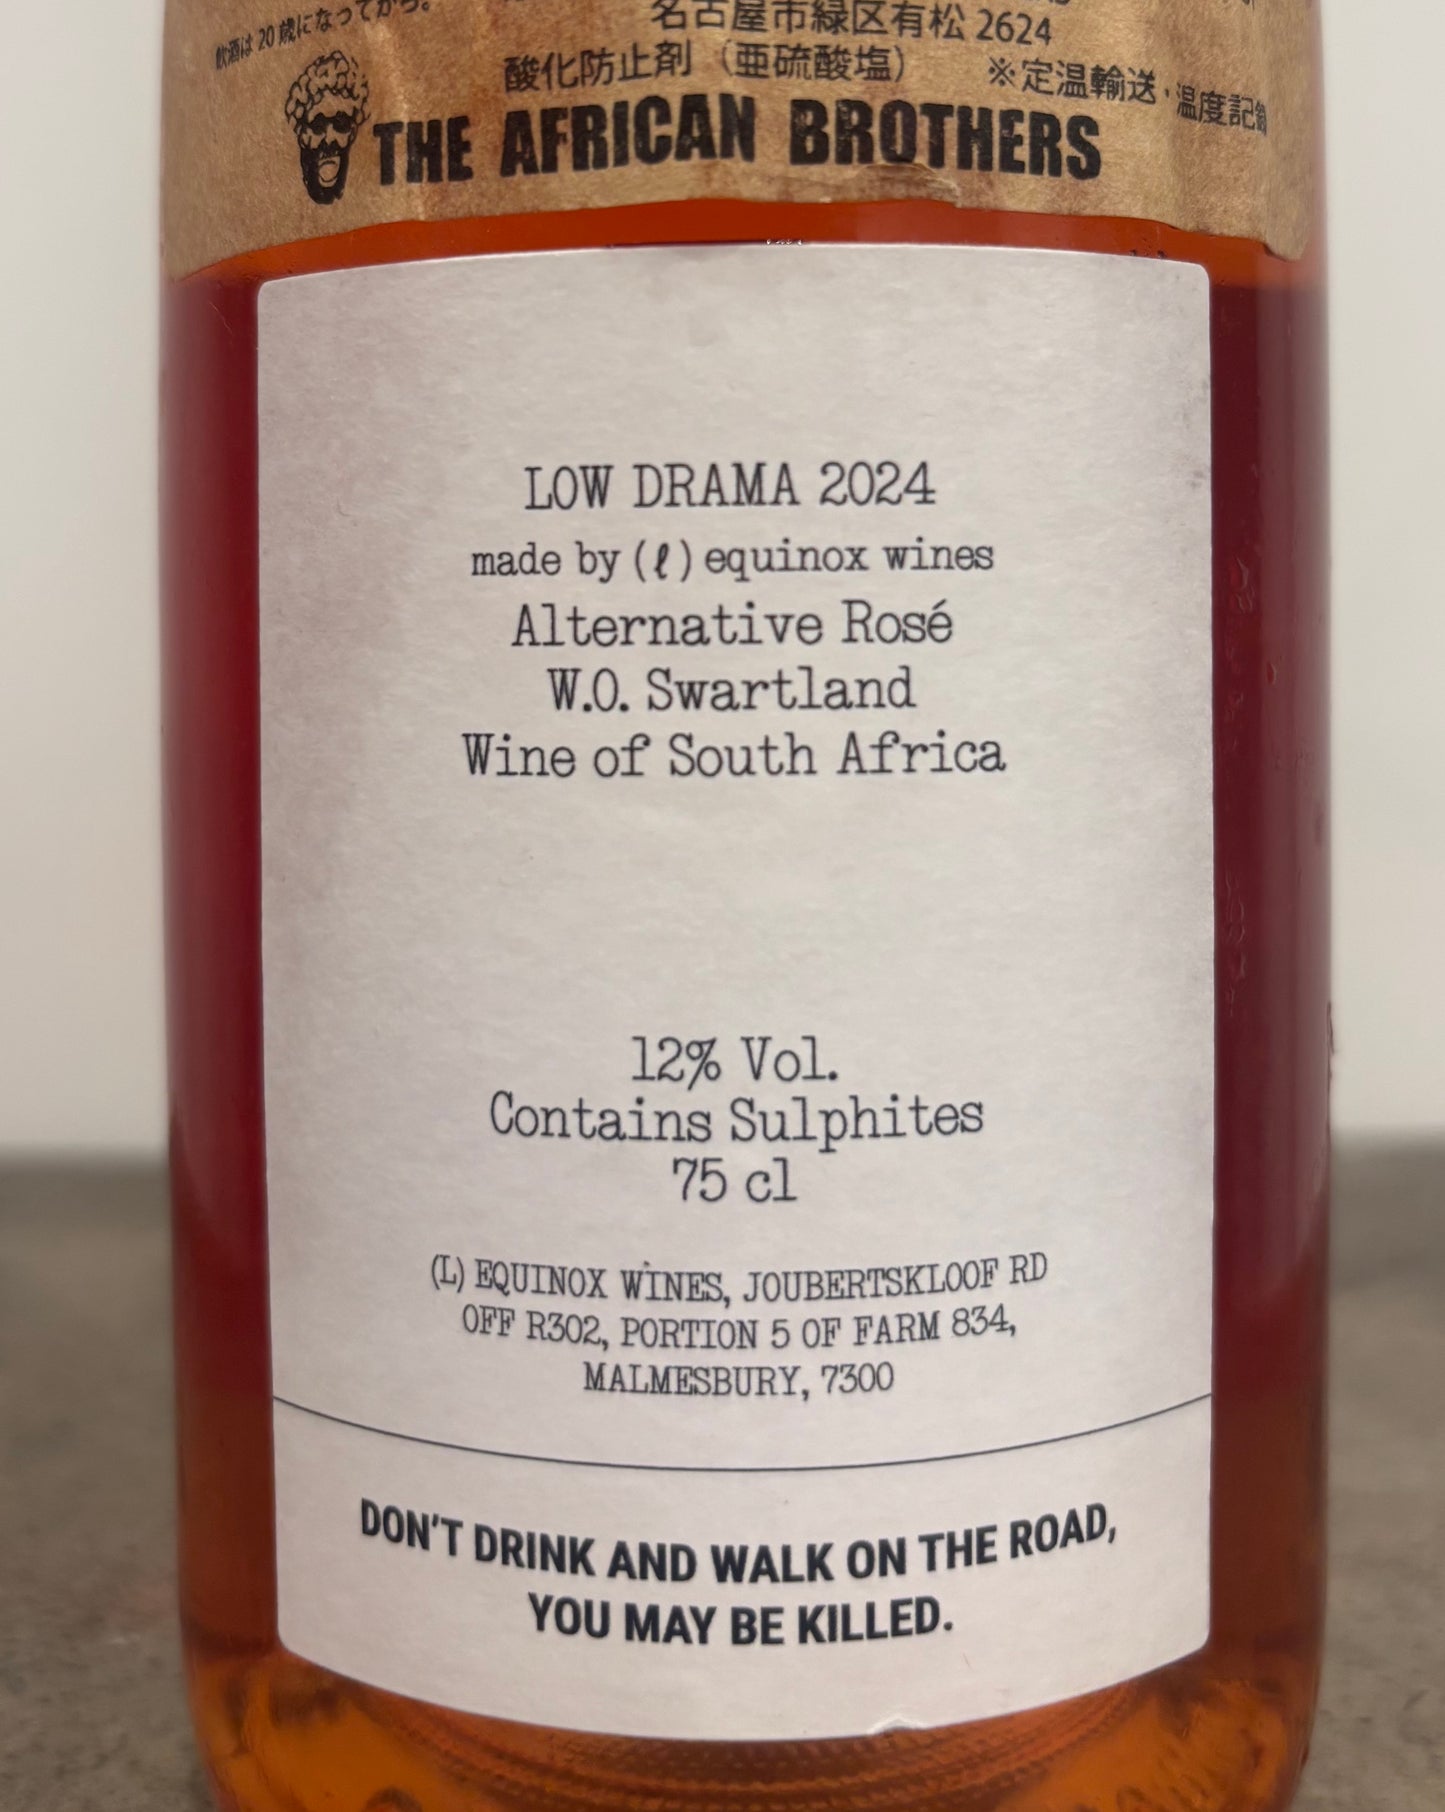 飲酒は20歳になってから。
名古屋市緑区有松 2624
酸化防止剤（亜硫酸塩） ※定温輸送・温度記録
THE AFRICAN BROTHERS
LOW DRAMA 2024
made by (ℓ) equinox wines
Alternative Rosé
W.O. Swartland
Wine of South Africa
12% Vol.
Contains Sulphites
75 cl
(L) EQUINOX WINES, JOUBERTSKLOOF RD
OFF R302, PORTION 5 OF FARM 834,
MALMESBURY, 7300
DON'T DRINK AND WALK ON THE ROAD,
YOU MAY BE KILLED.